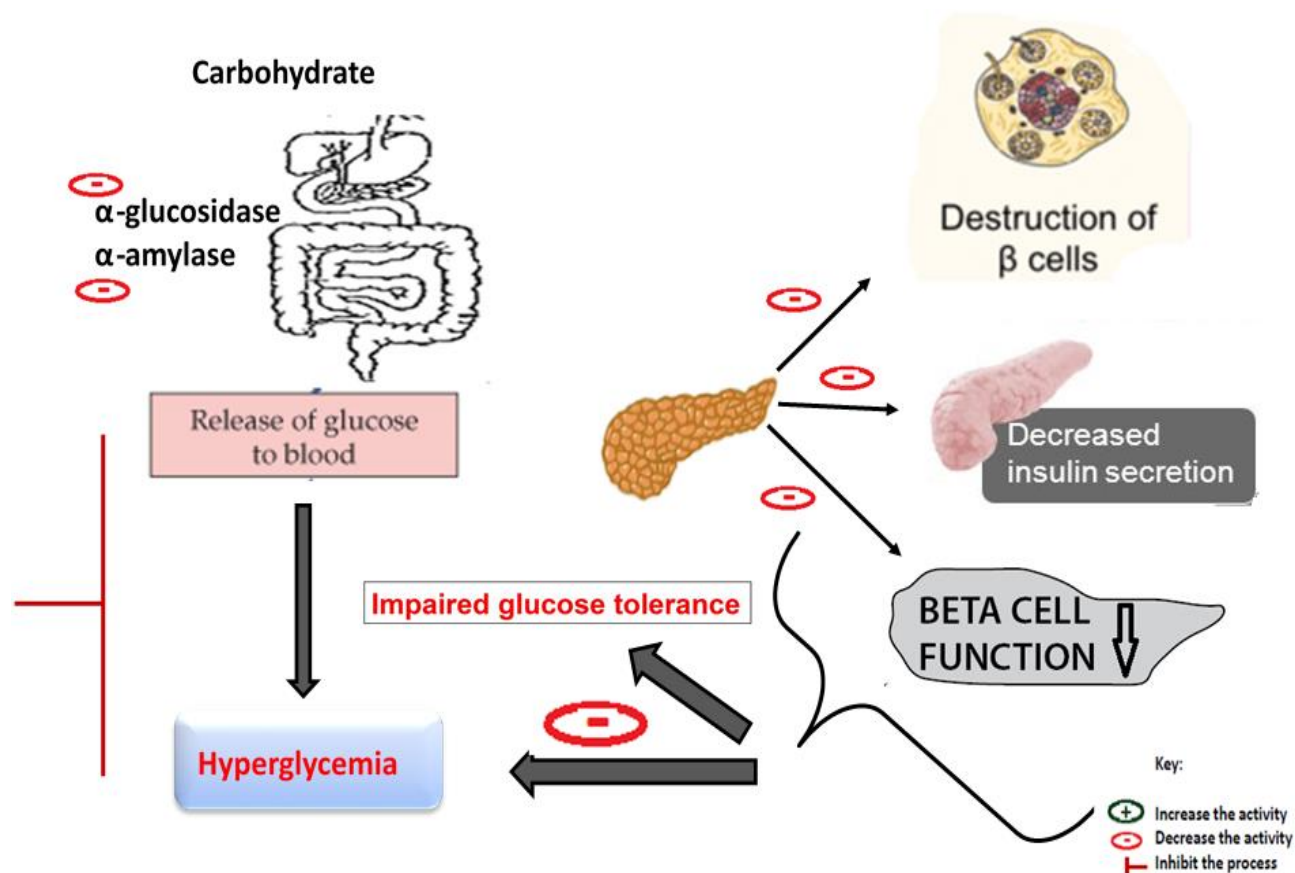 Carbohydrate
α-glucosidase
α-amylase
Release of glucose
to blood
Hyperglycemia
Impaired glucose tolerance
Destruction of
β cells
Decreased
insulin secretion
BETA CELL
FUNCTION
Key:
+ Increase the activity
- Decrease the activity
Inhibit the process